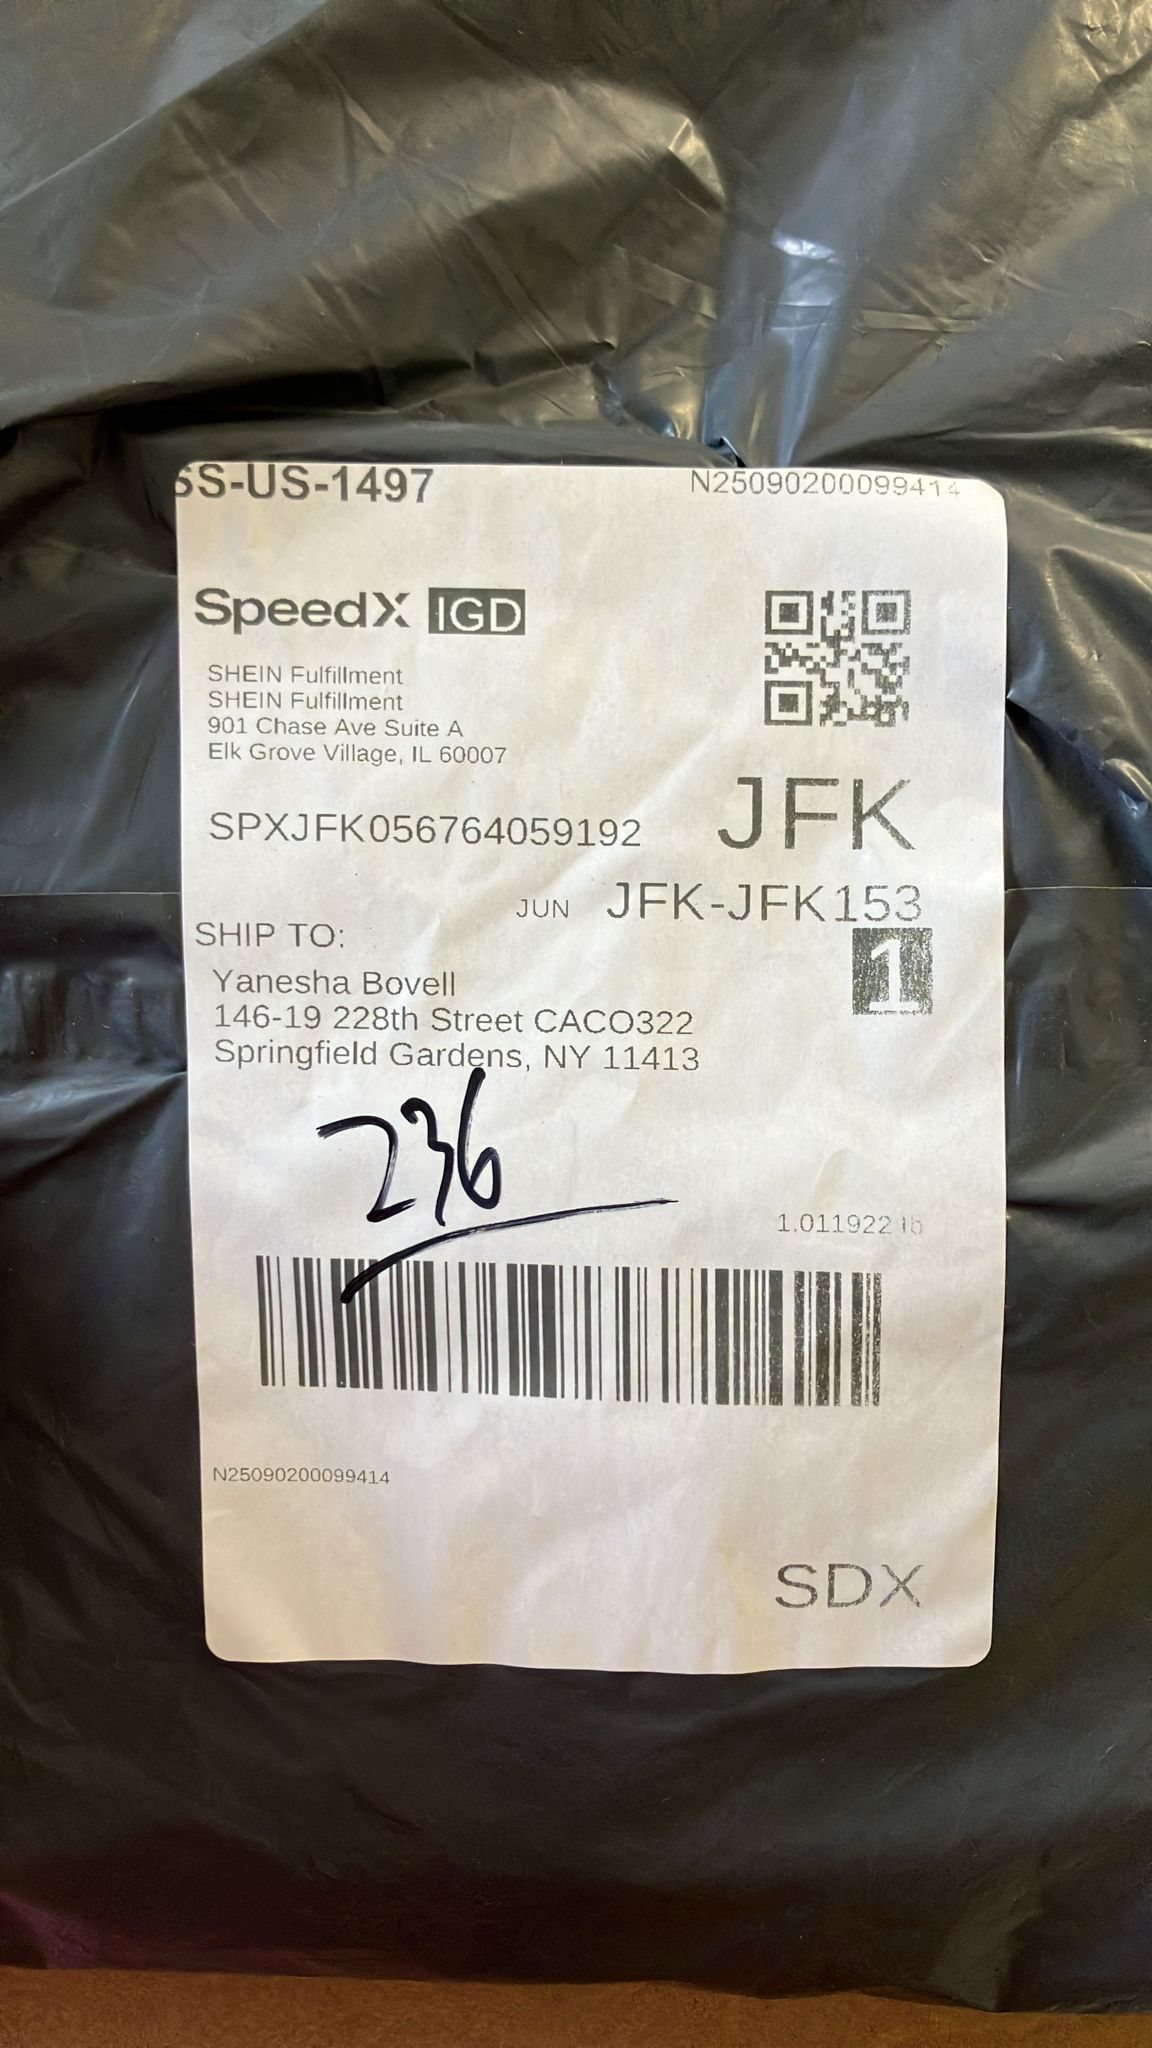 SS-US-1497 N25090200099414
SpeedX IGD
SHEIN Fulfillment
SHEIN Fulfillment
901 Chase Ave Suite A
Elk Grove Village, IL 60007
JFK
SPXJFK056764059192
JUN JFK-JFK153
1
SHIP TO:
Yanesha Bovell
146-19 228th Street CACO322
Springfield Gardens, NY 11413
236
1.011922 lb
N25090200099414
SDX